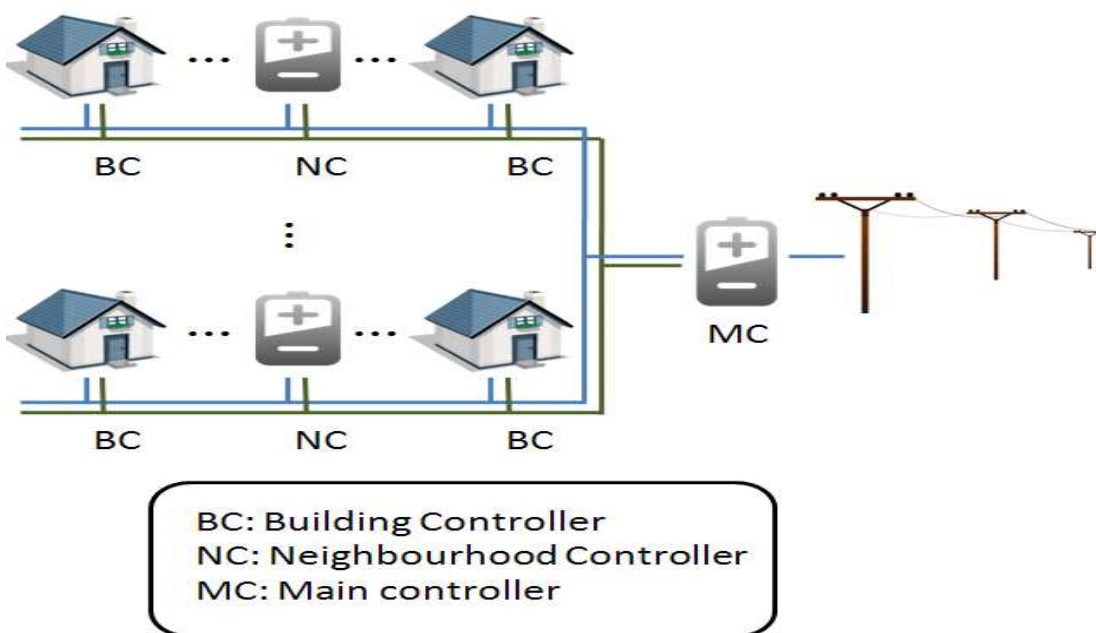 BC NC BC
MC
BC NC BC
BC: Building Controller
NC: Neighbourhood Controller
MC: Main controller